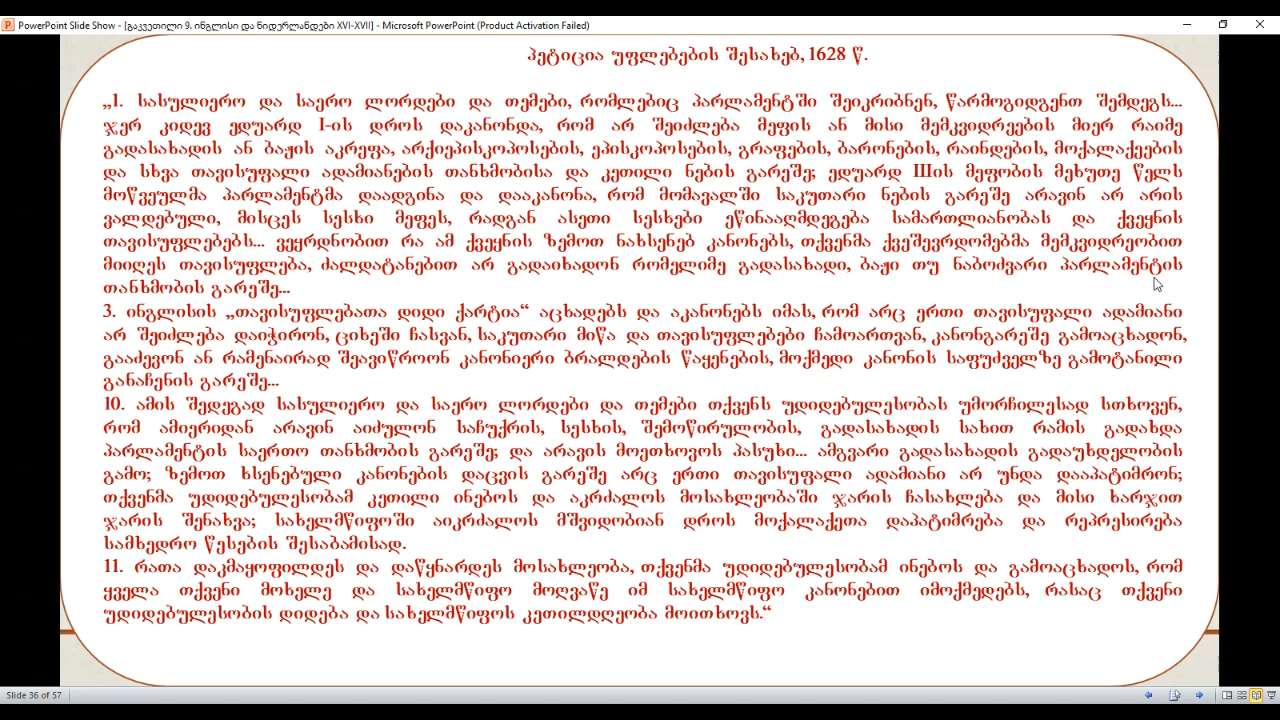 PowerPoint Slide Show - [გაკვეთილი 9. ინგლისი და ნიდერლანდები XVI-XVII] - Microsoft PowerPoint (Product Activation Failed)
პეტიცია უფლებების შესახებ, 1628 წ.
„1. სასულიერო და საერო ლორდები და თემები, რომლებიც პარლამენტში შეიკრიბნენ, წარმოგიდგენთ შემდეგს...
ჯერ კიდევ ედუარდ I-ის დროს დაკანონდა, რომ არ შეიძლება მეფის ან მისი მემკვიდრეების მიერ რაიმე
გადასახადის ან ბაჟის აკრეფა, არქიეპისკოპოსების, ეპისკოპოსების, გრაფების, ბარონების, რაინდების, მოქალაქეების
და სხვა თავისუფალი ადამიანების თანხმობისა და კეთილი ნების გარეშე; ედუარდ IIIის მეფობის მეხუთე წელს
მოწვეულმა პარლამენტმა დაადგინა და დააკანონა, რომ მომავალში საკუთარი ნების გარეშე არავინ არ არის
ვალდებული, მისცეს სესხი მეფეს, რადგან ასეთი სესხები ეწინააღმდეგება სამართლიანობას და ქვეყნის
თავისუფლებებს... ვეყრდნობით რა ამ ქვეყნის ზემოთ ნახსენებ კანონებს, თქვენმა ქვეშევრდომებმა მემკვიდრეობით
მიიღეს თავისუფლება, ძალდატანებით არ გადაიხადონ რომელიმე გადასახადი, ბაჟი თუ ნაბოძვარი პარლამენტის
თანხმობის გარეშე...
3. ინგლისის „თავისუფლებათა დიდი ქარტია“ აცხადებს და აკანონებს იმას, რომ არც ერთი თავისუფალი ადამიანი
არ შეიძლება დაიჭირონ, ციხეში ჩასვან, საკუთარი მიწა და თავისუფლებები ჩამოართვან, კანონგარეშე გამოაცხადონ,
გააძევონ ან რამენაირად შეავიწროონ კანონიერი ბრალდების წაყენების, მოქმედი კანონის საფუძველზე გამოტანილი
განაჩენის გარეშე...
10. ამის შედეგად სასულიერო და საერო ლორდები და თემები თქვენს უდიდებულესობას უმორჩილესად სთხოვენ,
რომ ამიერიდან არავინ აიძულონ საჩუქრის, სესხის, შემოწირულობის, გადასახადის სახით რამის გადახდა
პარლამენტის საერთო თანხმობის გარეშე; და არავის მოეთხოვოს პასუხი... ამგვარი გადასახადის გადაუხდელობის
გამო; ზემოთ ხსენებული კანონების დაცვის გარეშე არც ერთი თავისუფალი ადამიანი არ უნდა დააპატიმრონ;
თქვენმა უდიდებულესობამ კეთილი ინებოს და აკრძალოს მოსახლეობაში ჯარის ჩასახლება და მისი ხარჯით
ჯარის შენახვა; სახელმწიფოში აიკრძალოს მშვიდობიან დროს მოქალაქეთა დაპატიმრება და რეპრესირება
სამხედრო წესების შესაბამისად.
11. რათა დაკმაყოფილდეს და დაწყნარდეს მოსახლეობა, თქვენმა უდიდებულესობამ ინებოს და გამოაცხადოს, რომ
ყველა თქვენი მოხელე და სახელმწიფო მოღვაწე იმ სახელმწიფო კანონებით იმოქმედებს, რასაც თქვენი
უდიდებულესობის დიდება და სახელმწიფოს კეთილდღეობა მოითხოვს.“
Slide 36 of 57